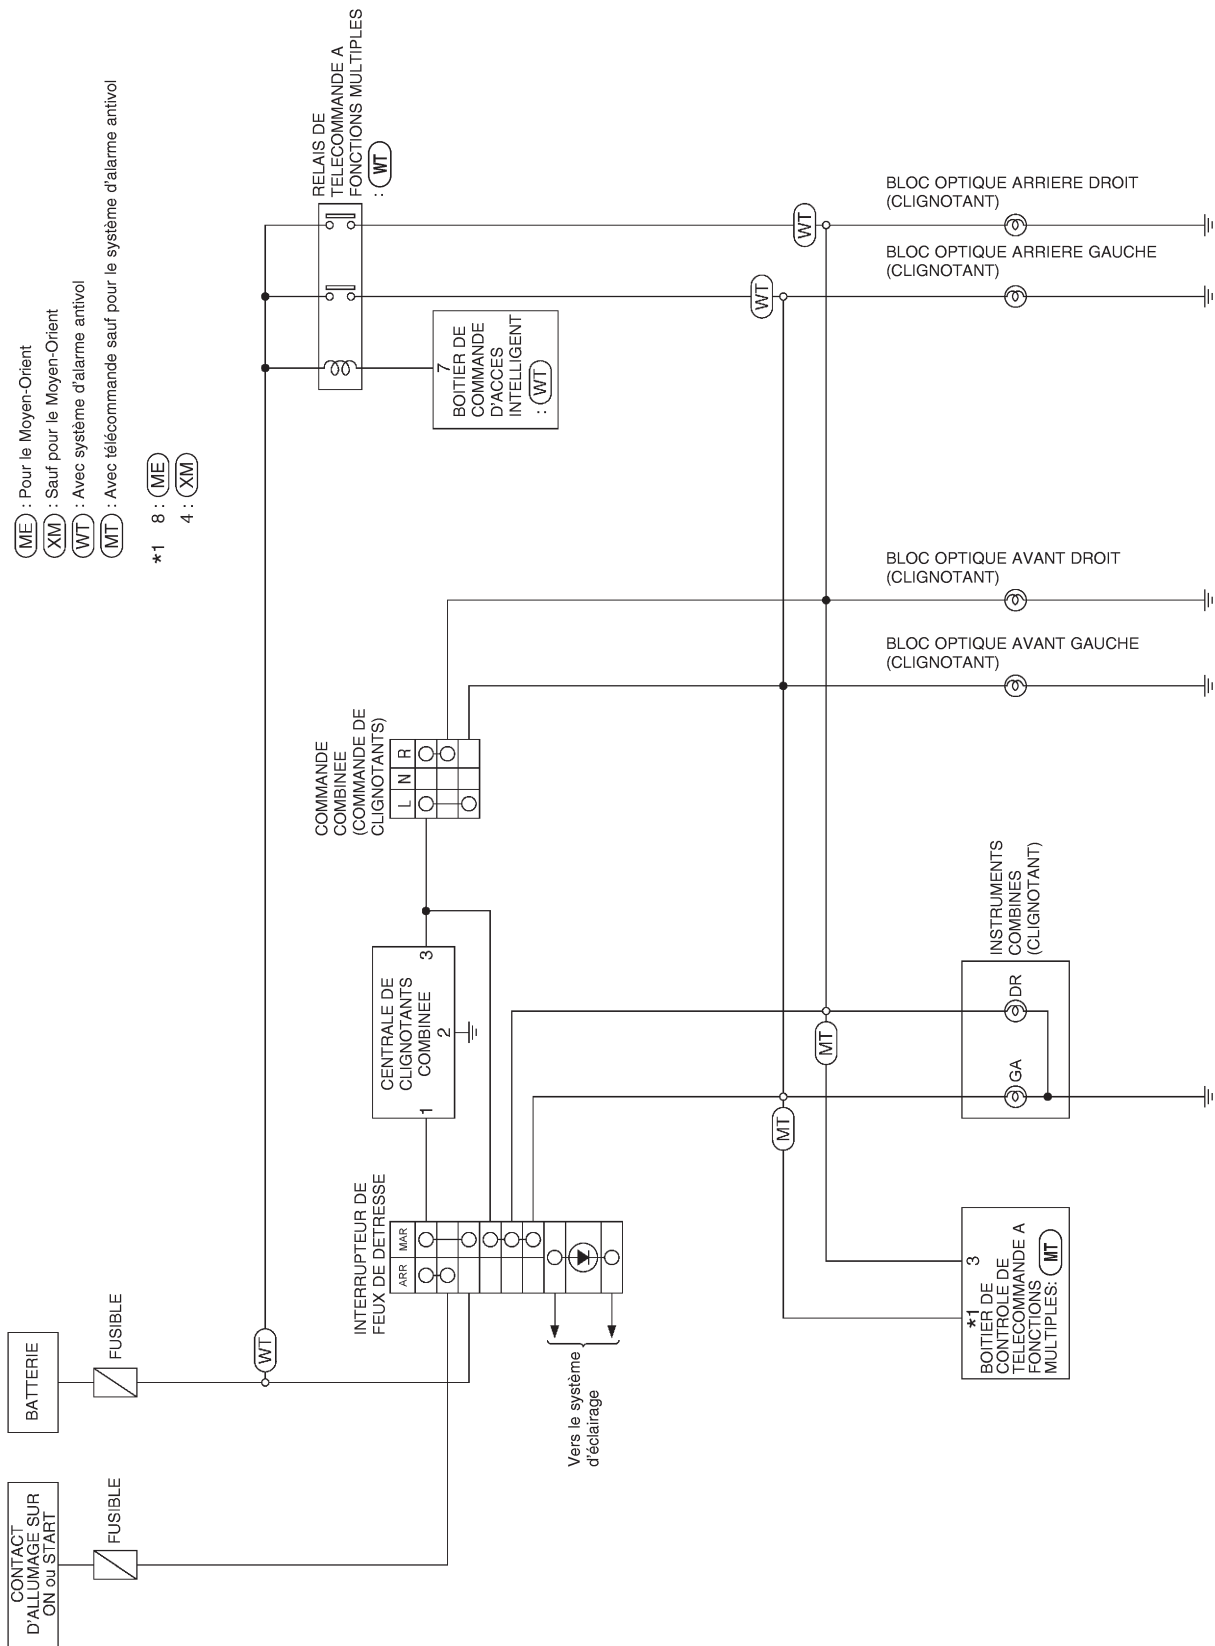 CONTACT
D'ALLUMAGE SUR
ON ou START
FUSIBLE
BATTERIE
FUSIBLE
WT
INTERRUPTEUR DE
FEUX DE DETRESSE
ARR MAR
Vers le système
d'éclairage
CENTRALE DE
CLIGNOTANTS
COMBINEE
1
2
3
COMMANDE
COMBINEE
(COMMANDE DE
CLIGNOTANTS)
L N R
ME : Pour le Moyen-Orient
XM : Sauf pour le Moyen-Orient
WT : Avec système d'alarme antivol
MT : Avec télécommande sauf pour le système d'alarme antivol
*1 8 : ME
4 : XM
RELAIS DE
TELECOMMANDE A
FONCTIONS MULTIPLES
: WT
7
BOITIER DE
COMMANDE
D'ACCES
INTELLIGENT
: WT
WT
WT
MT
MT
*1
3
BOITIER DE
CONTROLE DE
TELECOMMANDE A
FONCTIONS
MULTIPLES: MT
INSTRUMENTS
COMBINES
(CLIGNOTANT)
GA
DR
BLOC OPTIQUE AVANT GAUCHE
(CLIGNOTANT)
BLOC OPTIQUE AVANT DROIT
(CLIGNOTANT)
BLOC OPTIQUE ARRIERE GAUCHE
(CLIGNOTANT)
BLOC OPTIQUE ARRIERE DROIT
(CLIGNOTANT)